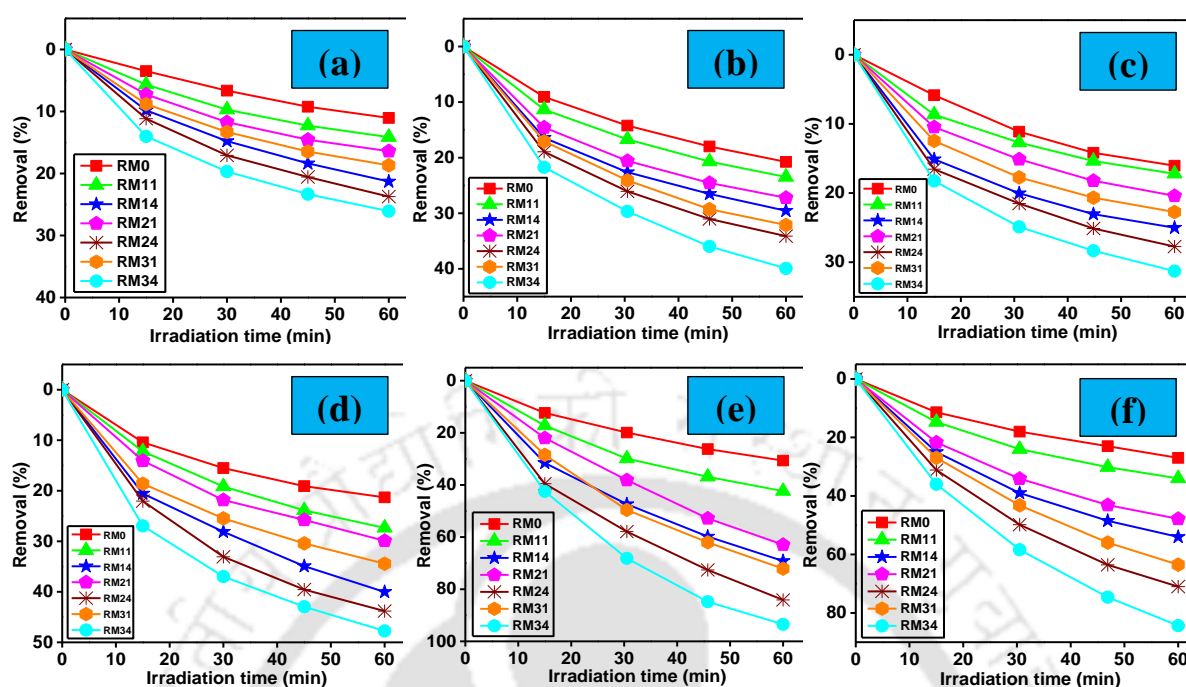 (a)
Removal (%)
0
10
20
30
40
RM0
RM11
RM14
RM21
RM24
RM31
RM34
0 10 20 30 40 50 60
Irradiation time (min)
(b)
Removal (%)
0
10
20
30
40
RM0
RM11
RM14
RM21
RM24
RM31
RM34
0 10 20 30 40 50 60
Irradiation time (min)
(c)
Removal (%)
0
10
20
30
RM0
RM11
RM14
RM21
RM24
RM31
RM34
0 10 20 30 40 50 60
Irradiation time (min)
(d)
Removal (%)
0
10
20
30
40
50
RM0
RM11
RM14
RM21
RM24
RM31
RM34
0 10 20 30 40 50 60
Irradiation time (min)
(e)
Removal (%)
0
20
40
60
80
100
RM0
RM11
RM14
RM21
RM24
RM31
RM34
0 10 20 30 40 50 60
Irradiation time (min)
(f)
Removal (%)
0
20
40
60
80
RM0
RM11
RM14
RM21
RM24
RM31
RM34
0 10 20 30 40 50 60
Irradiation time (min)